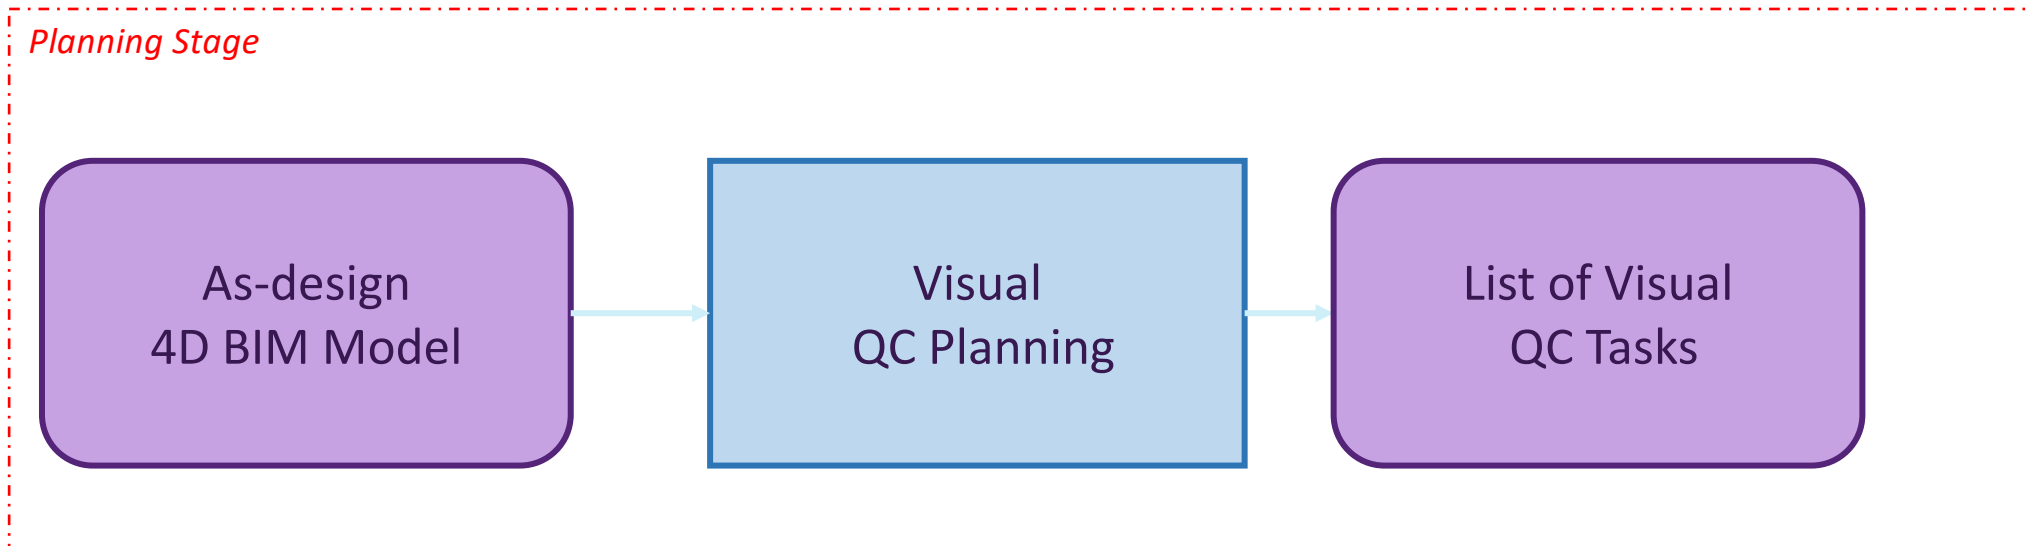 Planning Stage
As-design
4D BIM Model
Visual
QC Planning
List of Visual
QC Tasks